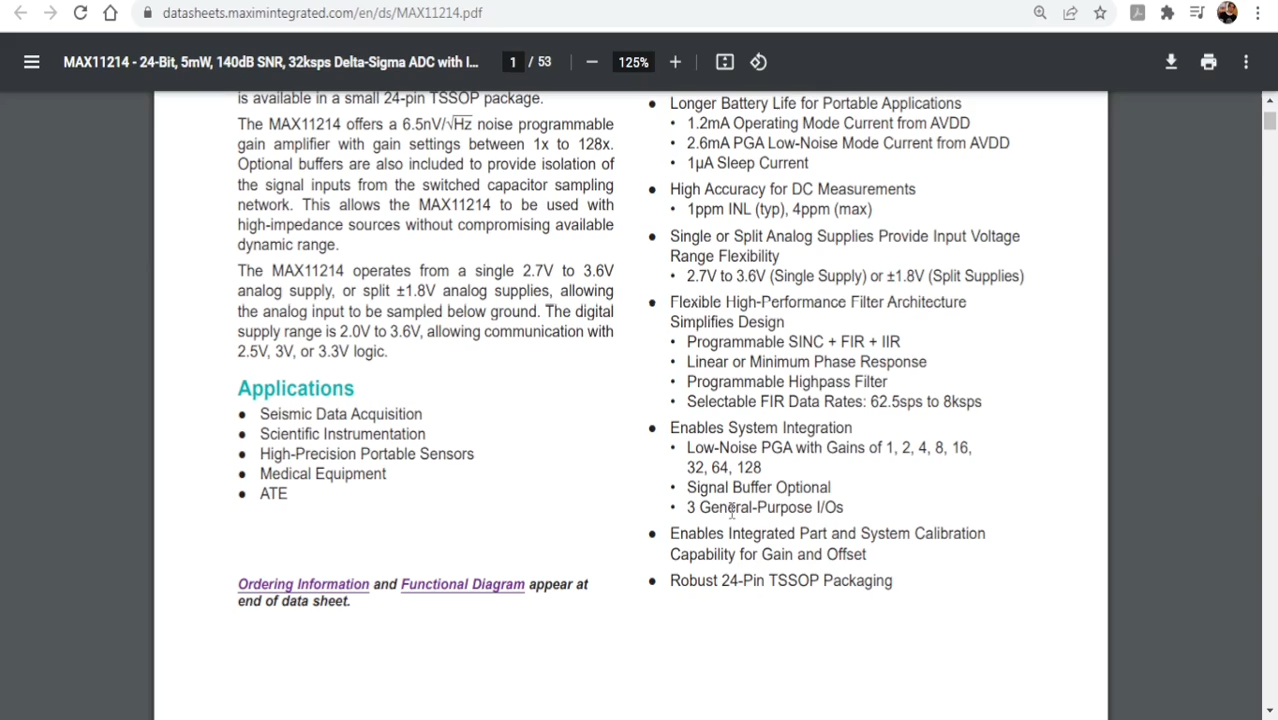 datasheets.maximintegrated.com/en/ds/MAX11214.pdf
MAX11214 - 24-Bit, 5mW, 140dB SNR, 32ksps Delta-Sigma ADC with I...
1 / 53
125%
is available in a small 24-pin TSSOP package.
The MAX11214 offers a 6.5nV/√Hz noise programmable
gain amplifier with gain settings between 1x to 128x.
Optional buffers are also included to provide isolation of
the signal inputs from the switched capacitor sampling
network. This allows the MAX11214 to be used with
high-impedance sources without compromising available
dynamic range.
The MAX11214 operates from a single 2.7V to 3.6V
analog supply, or split ±1.8V analog supplies, allowing
the analog input to be sampled below ground. The digital
supply range is 2.0V to 3.6V, allowing communication with
2.5V, 3V, or 3.3V logic.
Applications
● Seismic Data Acquisition
● Scientific Instrumentation
● High-Precision Portable Sensors
● Medical Equipment
● ATE
Ordering Information and Functional Diagram appear at
end of data sheet.
● Longer Battery Life for Portable Applications
• 1.2mA Operating Mode Current from AVDD
• 2.6mA PGA Low-Noise Mode Current from AVDD
• 1μA Sleep Current
● High Accuracy for DC Measurements
• 1ppm INL (typ), 4ppm (max)
● Single or Split Analog Supplies Provide Input Voltage
Range Flexibility
• 2.7V to 3.6V (Single Supply) or ±1.8V (Split Supplies)
● Flexible High-Performance Filter Architecture
Simplifies Design
• Programmable SINC + FIR + IIR
• Linear or Minimum Phase Response
• Programmable Highpass Filter
• Selectable FIR Data Rates: 62.5sps to 8ksps
● Enables System Integration
• Low-Noise PGA with Gains of 1, 2, 4, 8, 16,
32, 64, 128
• Signal Buffer Optional
• 3 General-Purpose I/Os
● Enables Integrated Part and System Calibration
Capability for Gain and Offset
● Robust 24-Pin TSSOP Packaging